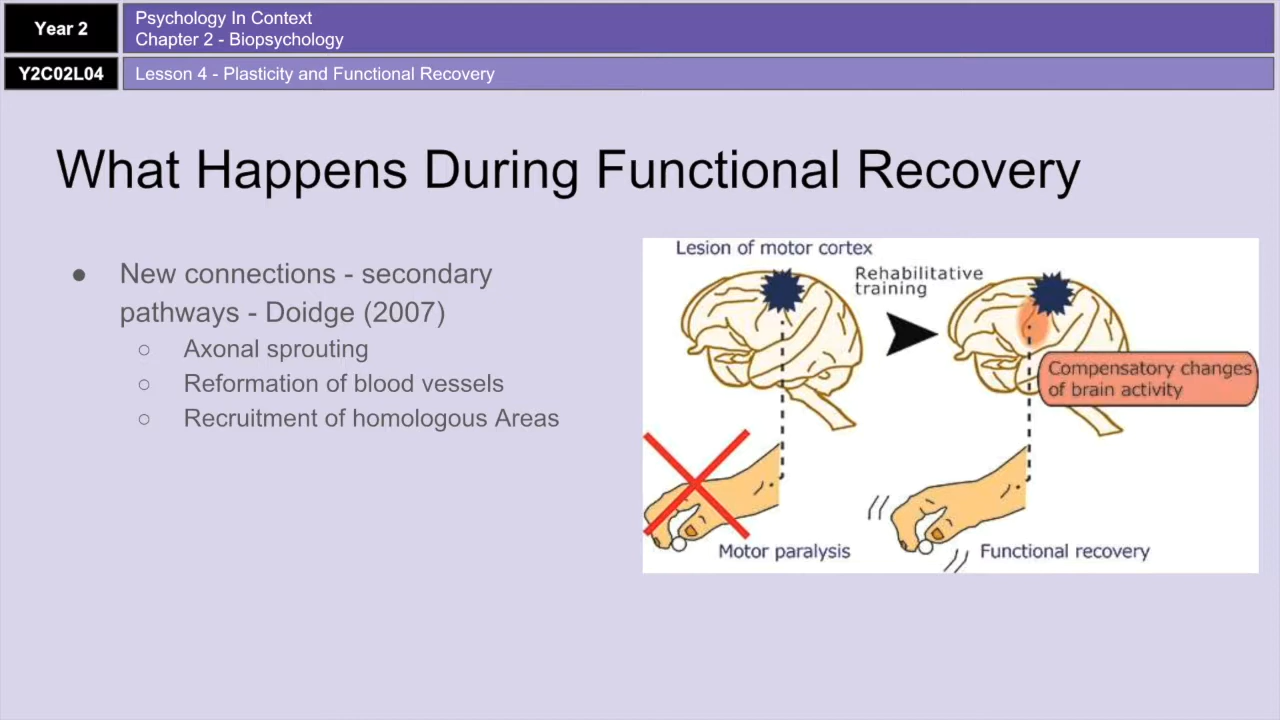 Year 2
Psychology In Context
Chapter 2 - Biopsychology
Y2C02L04
Lesson 4 - Plasticity and Functional Recovery
What Happens During Functional Recovery
● New connections - secondary
pathways - Doidge (2007)
○ Axonal sprouting
○ Reformation of blood vessels
○ Recruitment of homologous Areas
Lesion of motor cortex
Rehabilitative
training
Compensatory changes
of brain activity
Motor paralysis
Functional recovery